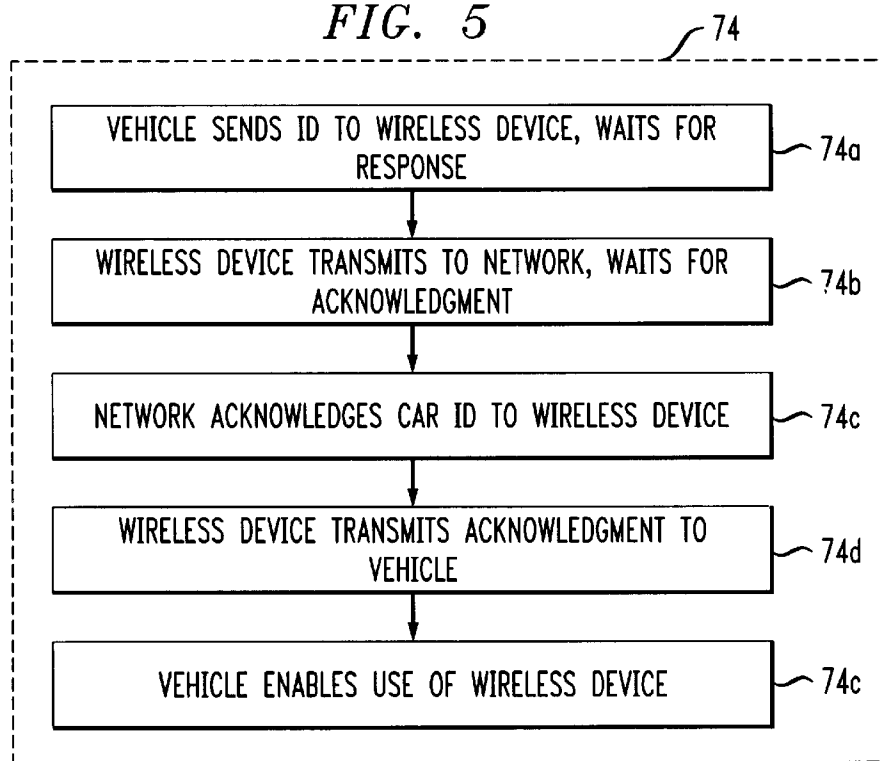 FIG. 5
74
VEHICLE SENDS ID TO WIRELESS DEVICE, WAITS FOR
RESPONSE
74a
WIRELESS DEVICE TRANSMITS TO NETWORK, WAITS FOR
ACKNOWLEDGMENT
74b
NETWORK ACKNOWLEDGES CAR ID TO WIRELESS DEVICE
74c
WIRELESS DEVICE TRANSMITS ACKNOWLEDGMENT TO
VEHICLE
74d
VEHICLE ENABLES USE OF WIRELESS DEVICE
74c